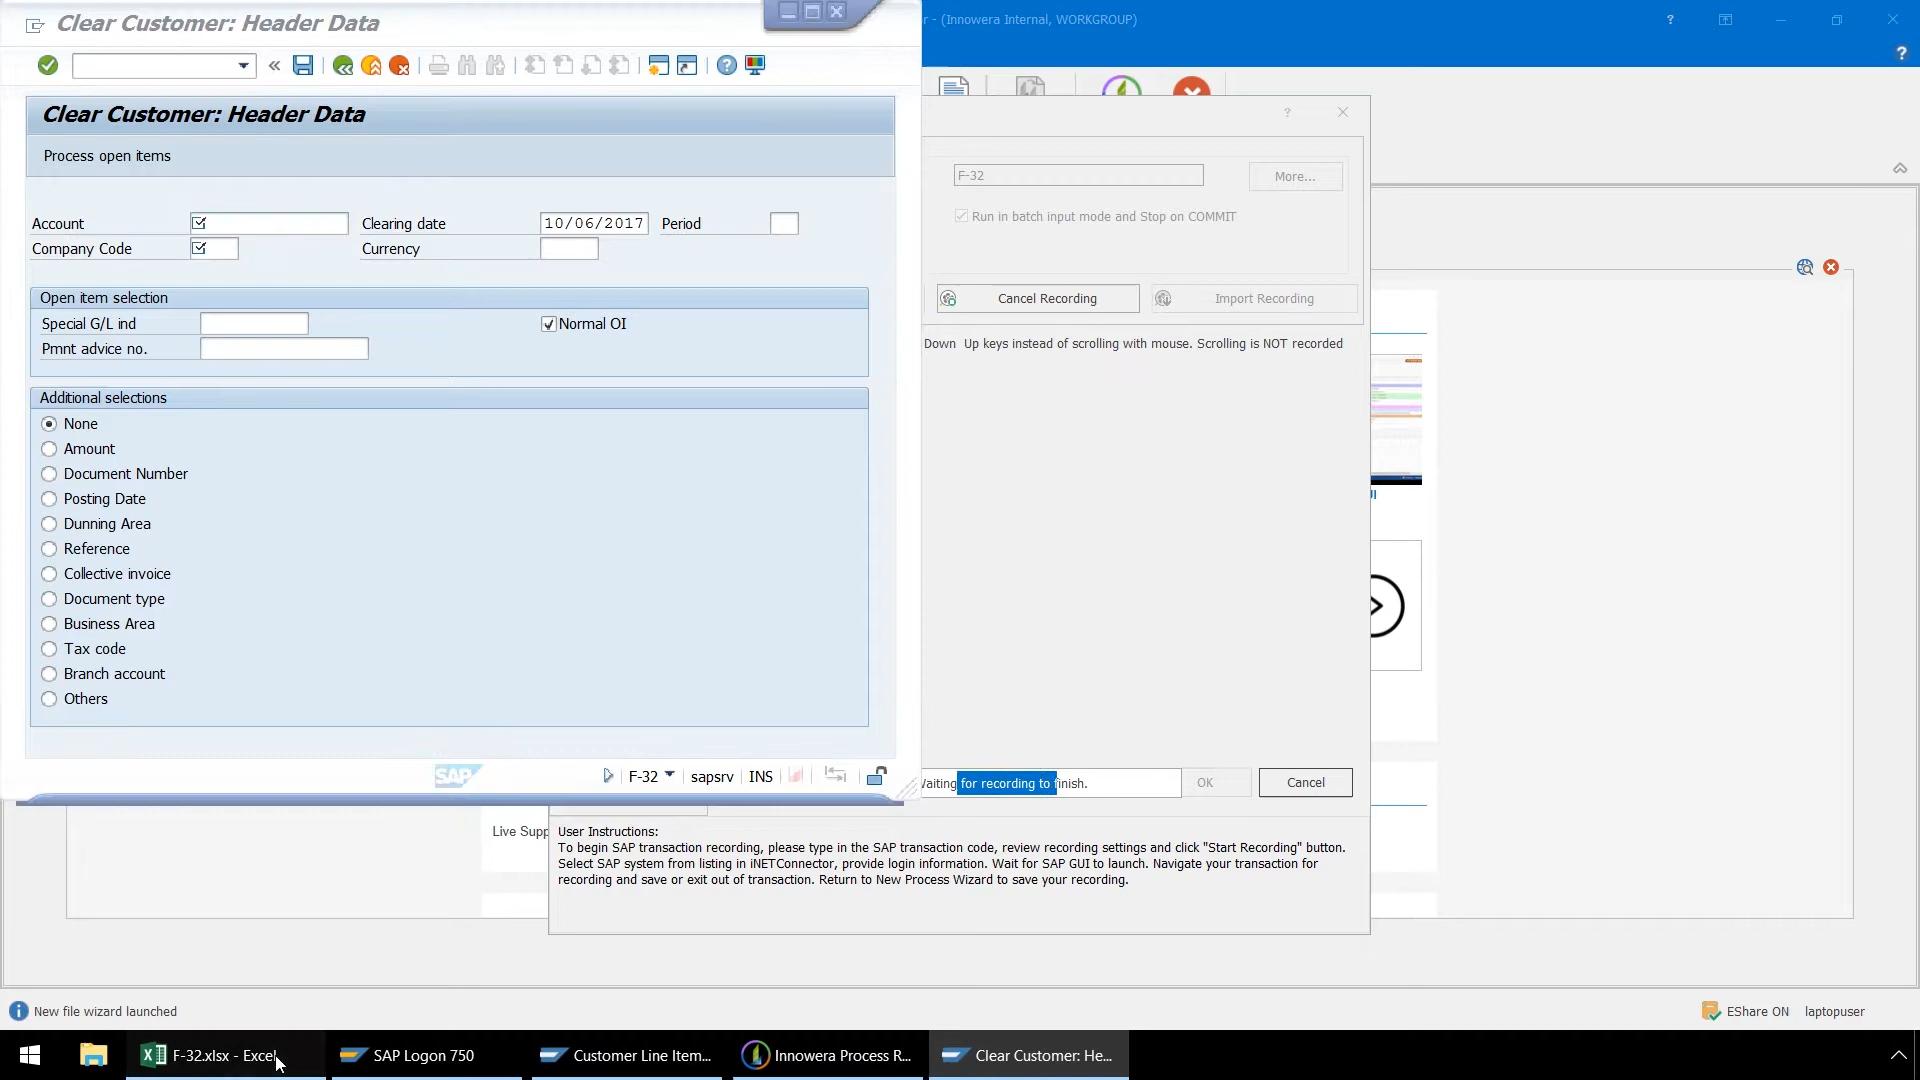 Clear Customer: Header Data
r - (Innowera Internal, WORKGROUP)
Clear Customer: Header Data
Process open items
Account
Clearing date
10/06/2017
Period
Company Code
Currency
Open item selection
Special G/L ind
Normal OI
Pmnt advice no.
Additional selections
None
Amount
Document Number
Posting Date
Dunning Area
Reference
Collective invoice
Document type
Business Area
Tax code
Branch account
Others
SAP
F-32
sapsrv
INS
F-32
More...
Run in batch input mode and Stop on COMMIT
Cancel Recording
Import Recording
Down Up keys instead of scrolling with mouse. Scrolling is NOT recorded
Waiting for recording to finish.
OK
Cancel
Live Supp
User Instructions:
To begin SAP transaction recording, please type in the SAP transaction code, review recording settings and click "Start Recording" button.
Select SAP system from listing in iNETConnector, provide login information. Wait for SAP GUI to launch. Navigate your transaction for
recording and save or exit out of transaction. Return to New Process Wizard to save your recording.
New file wizard launched
EShare ON
laptopuser
F-32.xlsx - Excel
SAP Logon 750
Customer Line Item...
Innowera Process R...
Clear Customer: He...